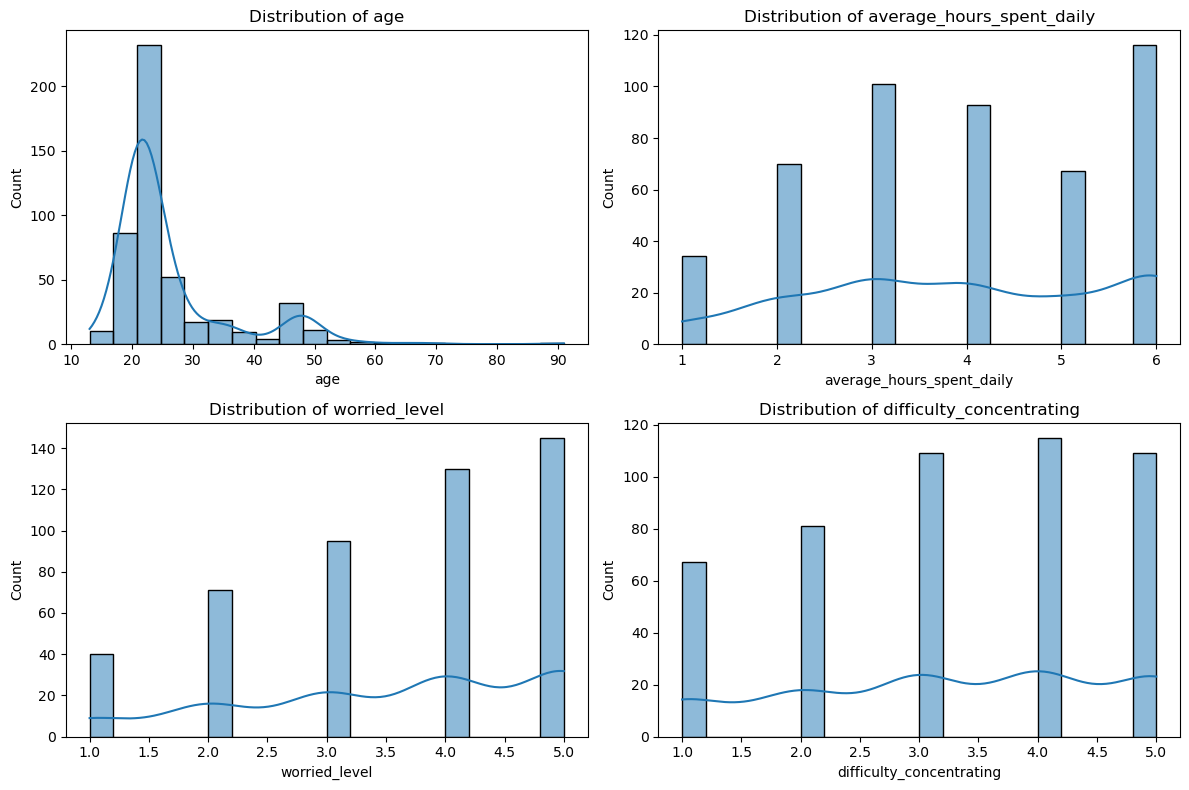 Distribution of age
Count
200
150
100
50
0
10 20 30 40 50 60 70 80 90
age
Distribution of average_hours_spent_daily
Count
120
100
80
60
40
20
0
1 2 3 4 5 6
average_hours_spent_daily
Distribution of worried_level
Count
140
120
100
80
60
40
20
0
1.0 1.5 2.0 2.5 3.0 3.5 4.0 4.5 5.0
worried_level
Distribution of difficulty_concentrating
Count
120
100
80
60
40
20
0
1.0 1.5 2.0 2.5 3.0 3.5 4.0 4.5 5.0
difficulty_concentrating